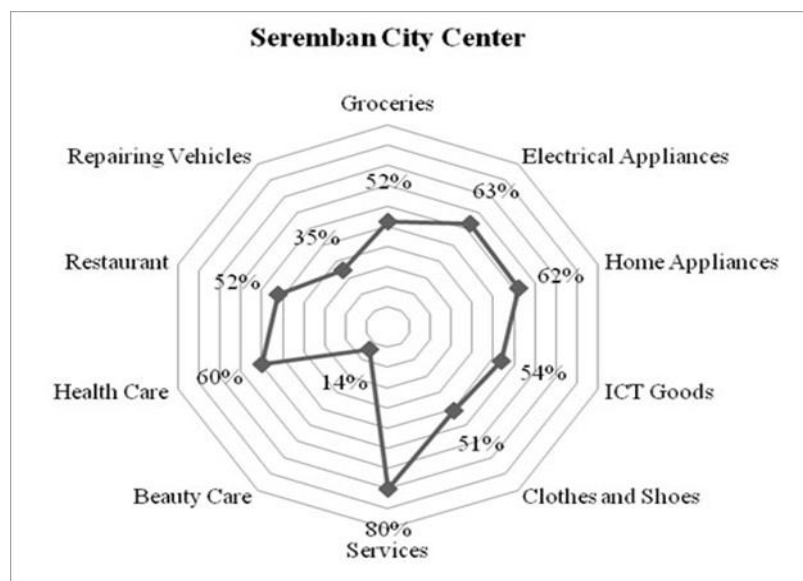 Seremban City Center
Groceries
Repairing Vehicles
Electrical Appliances
52%
63%
35%
Restaurant
52%
62%
Home Appliances
60%
14%
54%
Health Care
ICT Goods
51%
Beauty Care
Clothes and Shoes
80%
Services